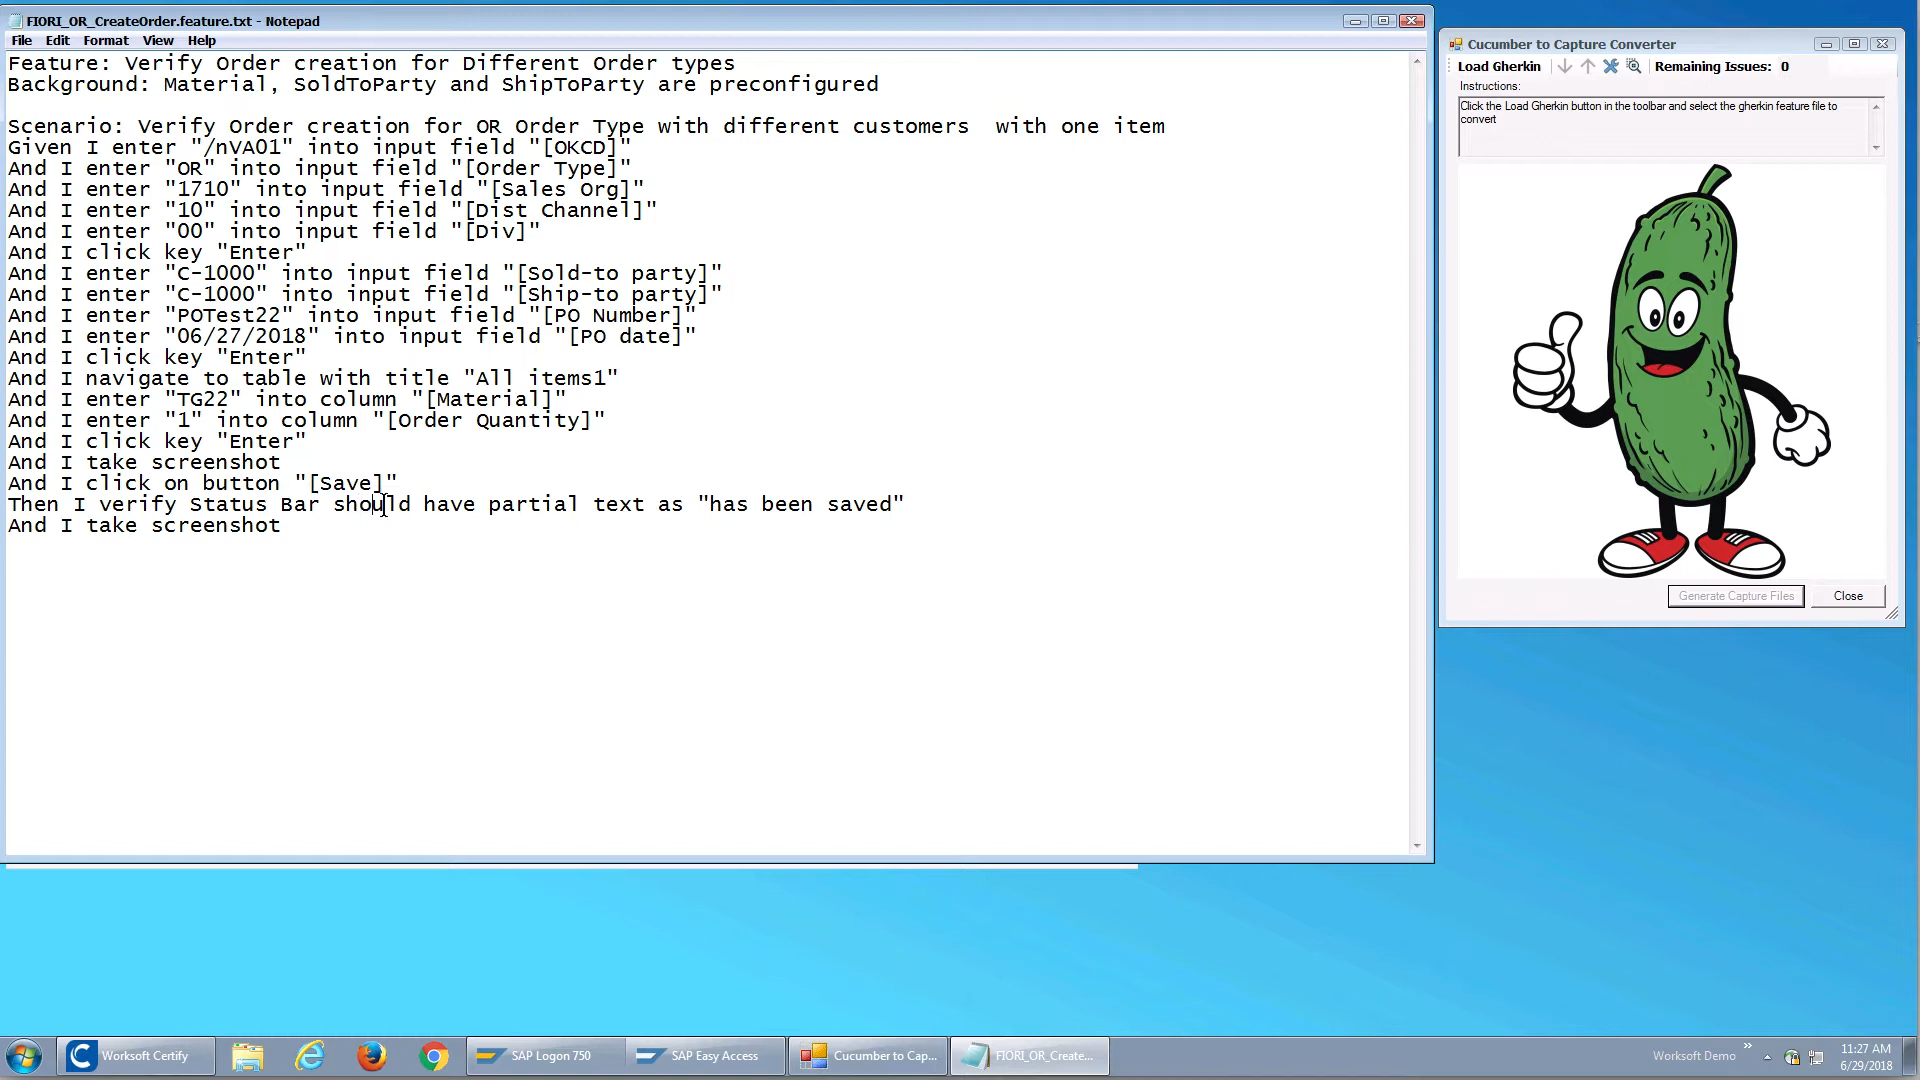 FIORI_OR_CreateOrder.feature.txt - Notepad
File Edit Format View Help
Feature: Verify Order creation for Different Order types
Background: Material, SoldToParty and ShipToParty are preconfigured
Scenario: Verify Order creation for OR Order Type with different customers  with one item
Given I enter "/nVA01" into input field "[OKCD]"
And I enter "OR" into input field "[Order Type]"
And I enter "1710" into input field "[Sales Org]"
And I enter "10" into input field "[Dist Channel]"
And I enter "00" into input field "[Div]"
And I click key "Enter"
And I enter "C-1000" into input field "[Sold-to party]"
And I enter "C-1000" into input field "[Ship-to party]"
And I enter "POTest22" into input field "[PO Number]"
And I enter "06/27/2018" into input field "[PO date]"
And I click key "Enter"
And I navigate to table with title "All items1"
And I enter "TG22" into column "[Material]"
And I enter "1" into column "[Order Quantity]"
And I click key "Enter"
And I take screenshot
And I click on button "[Save]"
Then I verify Status Bar should have partial text as "has been saved"
And I take screenshot
Cucumber to Capture Converter
Load Gherkin Remaining Issues: 0
Instructions:
Click the Load Gherkin button in the toolbar and select the gherkin feature file to
convert
Generate Capture Files Close
Worksoft Certify
SAP Logon 750
SAP Easy Access
Cucumber to Cap...
FIORI_OR_Create...
Worksoft Demo
11:27 AM
6/29/2018